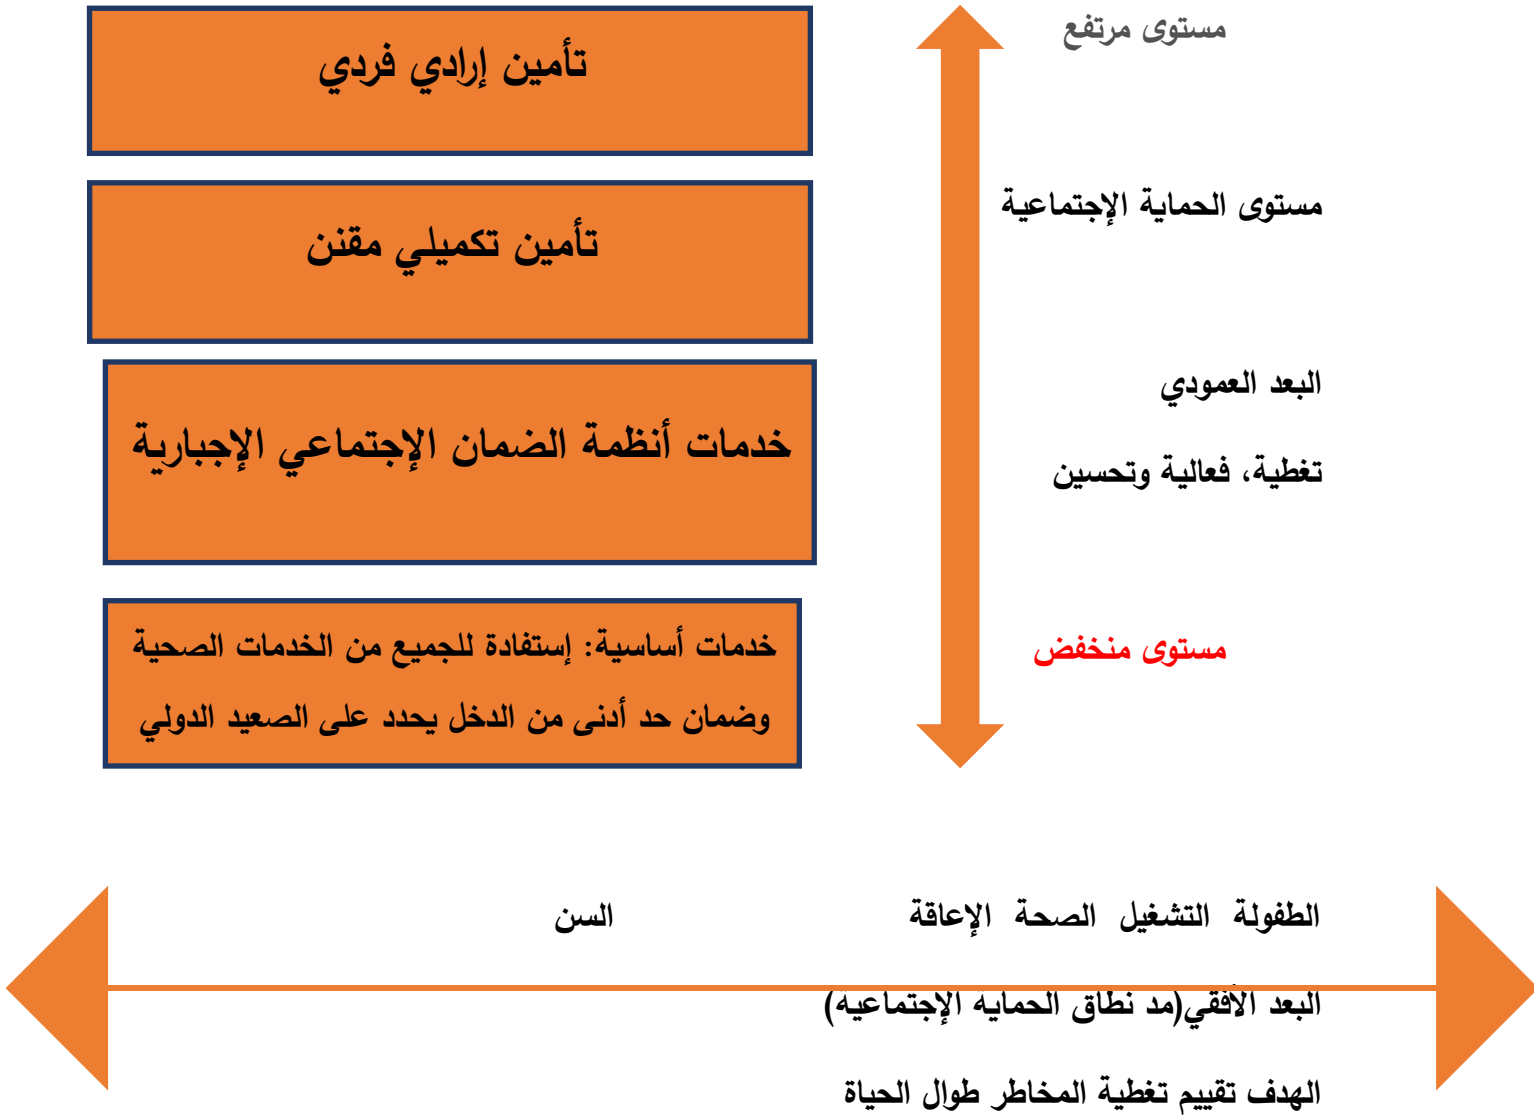 مستوى مرتفع
تأمين إرادي فردي
مستوى الحماية الإجتماعية
تأمين تكميلي مقنن
البعد العمودي
خدمات أنظمة الضمان الإجتماعي الإجبارية
تغطية، فعالية وتحسين
مستوى منخفض
خدمات أساسية: إستفادة للجميع من الخدمات الصحية
وضمان حد أدنى من الدخل يحدد على الصعيد الدولي
الطفولة التشغيل الصحة الإعاقة السن
البعد الأفقي(مد نطاق الحماية الإجتماعية)
الهدف تقييم تغطية المخاطر طوال الحياة